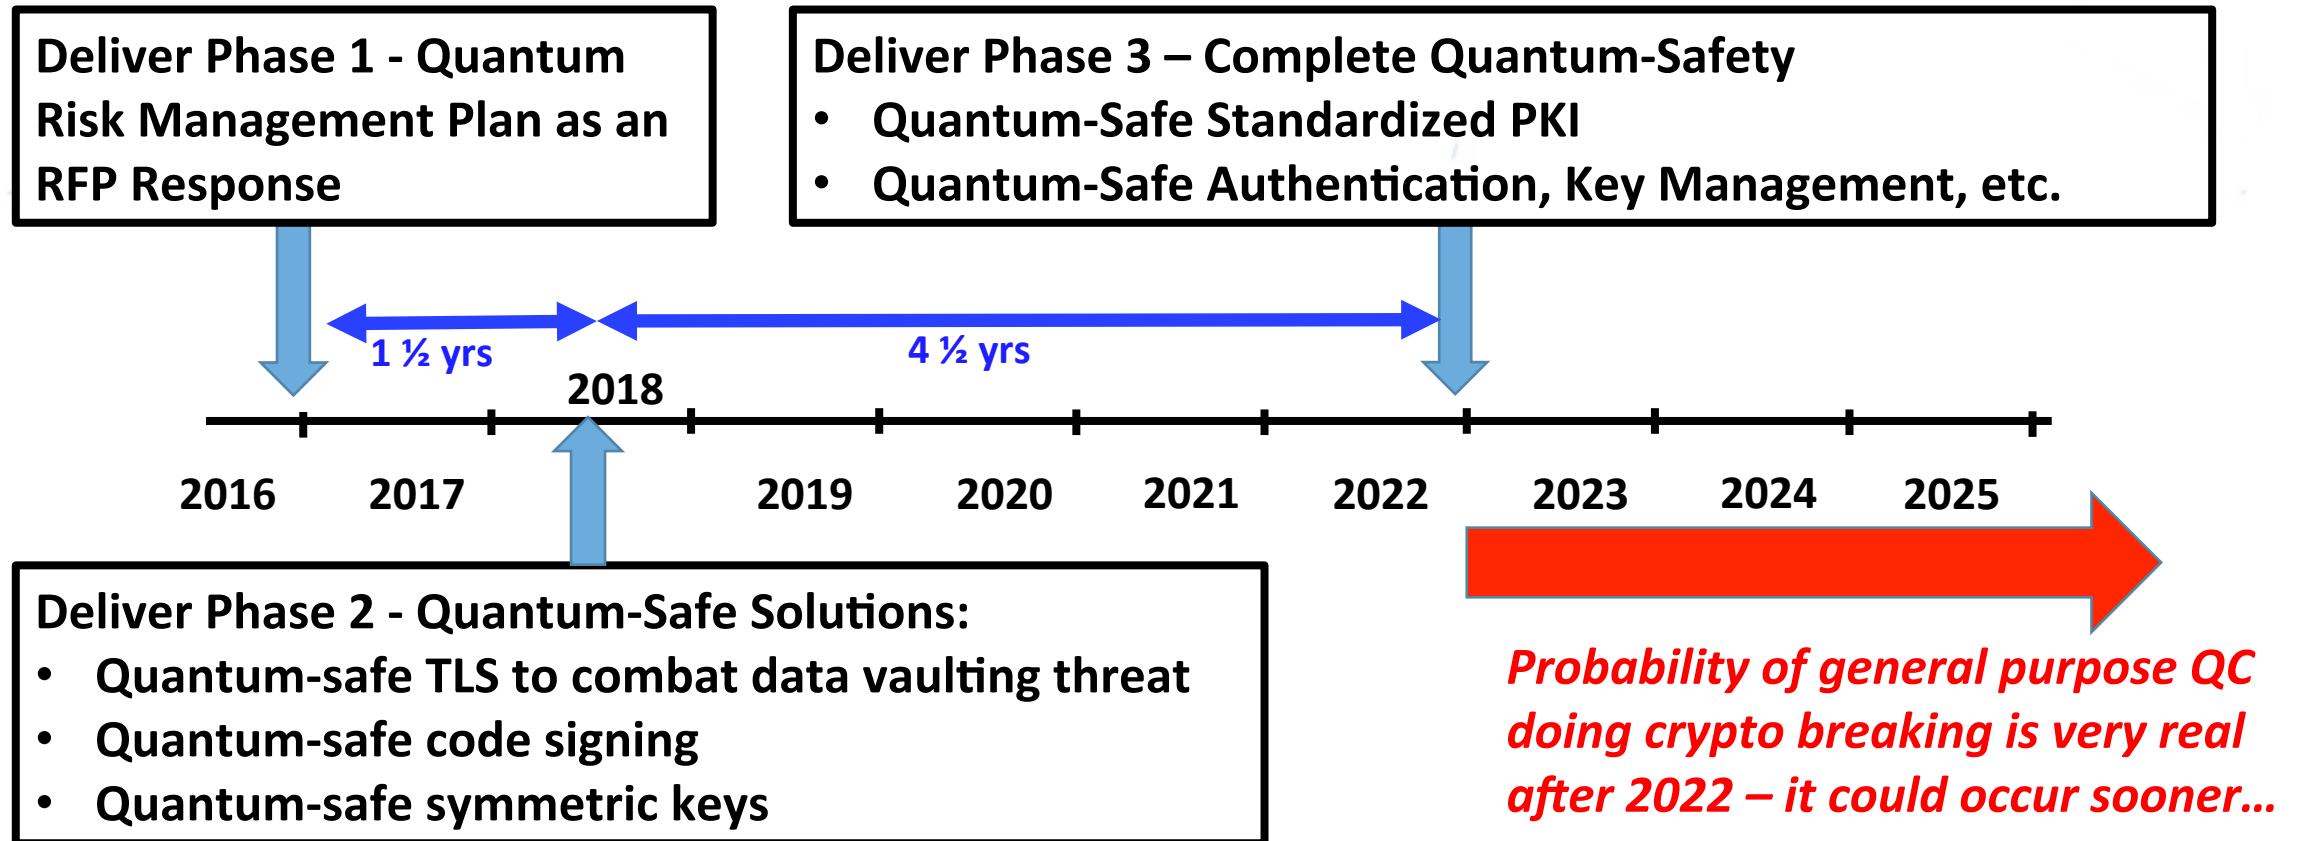 Deliver Phase 1 - Quantum
Risk Management Plan as an
RFP Response
Deliver Phase 3 – Complete Quantum-Safety
• Quantum-Safe Standardized PKI
• Quantum-Safe Authentication, Key Management, etc.
1 ½ yrs
4 ½ yrs
2018
2016 2017 2019 2020 2021 2022 2023 2024 2025
Deliver Phase 2 - Quantum-Safe Solutions:
• Quantum-safe TLS to combat data vaulting threat
• Quantum-safe code signing
• Quantum-safe symmetric keys
Probability of general purpose QC
doing crypto breaking is very real
after 2022 – it could occur sooner…